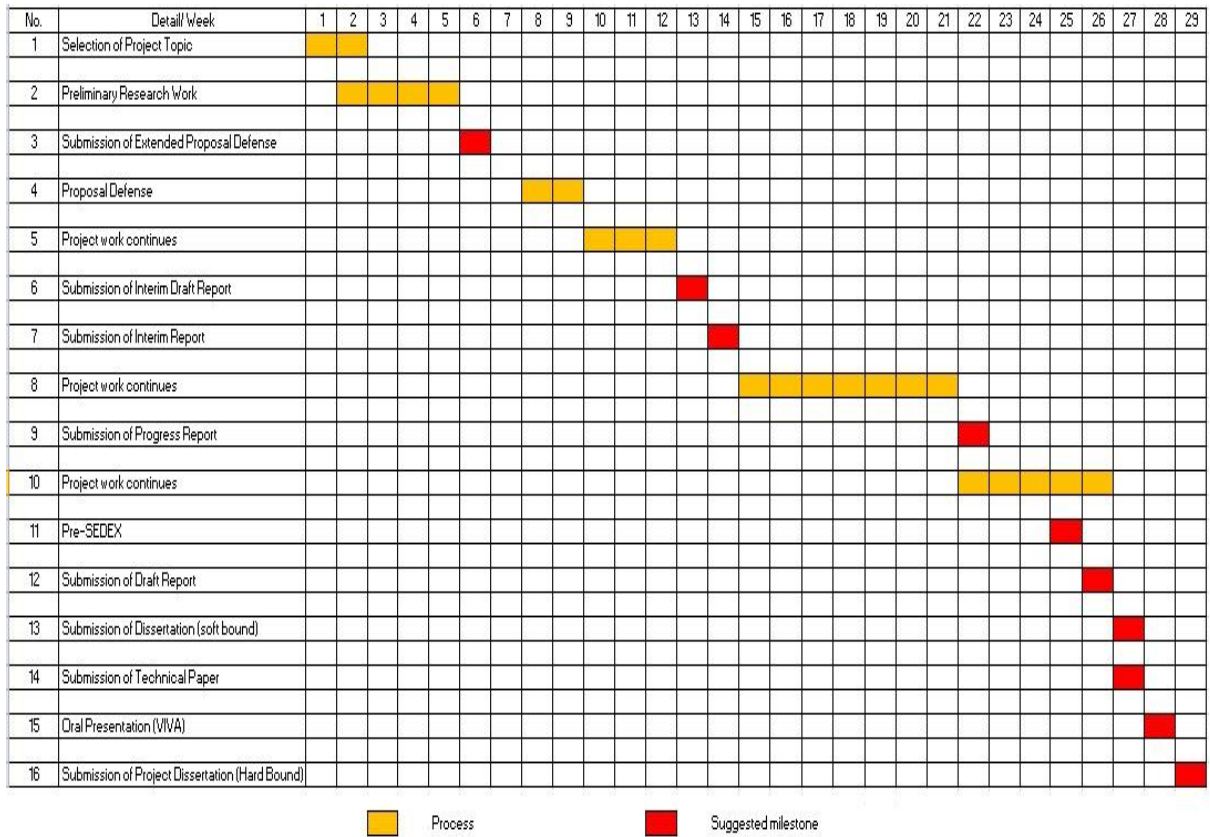 No. Detail/ Week 1 2 3 4 5 6 7 8 9 10 11 12 13 14 15 16 17 18 19 20 21 22 23 24 25 26 27 28 29
1 Selection of Project Topic
2 Preliminary Research Work
3 Submission of Extended Proposal Defense
4 Proposal Defense
5 Project work continues
6 Submission of Interim Draft Report
7 Submission of Interim Report
8 Project work continues
9 Submission of Progress Report
10 Project work continues
11 Pre-SEDEX
12 Submission of Draft Report
13 Submission of Dissertation (soft bound)
14 Submission of Technical Paper
15 Oral Presentation (VIVA)
16 Submission of Project Dissertation (Hard Bound)
Process Suggested milestone